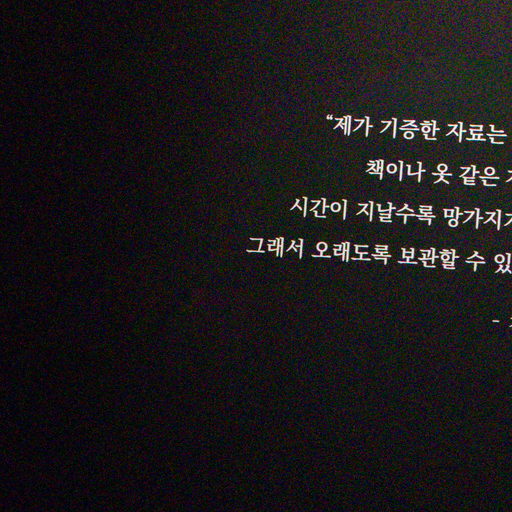 “제가 기증한 자료는
책이나 옷 같은
시간이 지날수록 망가지
그래서 오래도록 보관할 수 있
-